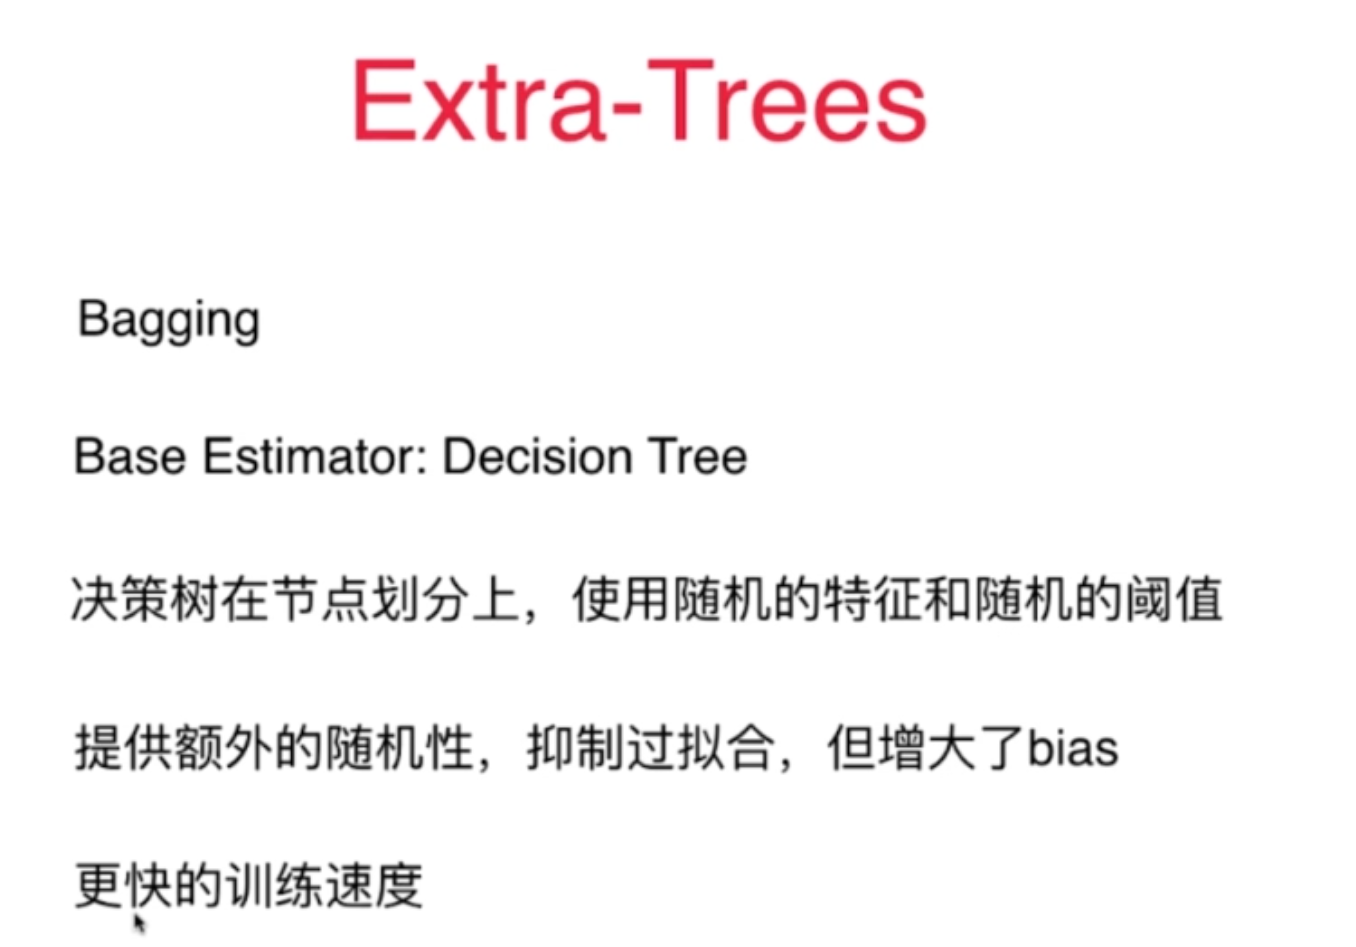 Extra-Trees
Bagging
Base Estimator: Decision Tree
决策树在节点划分上，使用随机的特征和随机的阈值
提供额外的随机性，抑制过拟合，但增大了bias
更快的训练速度